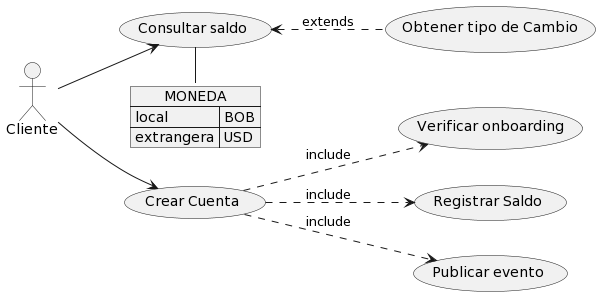 Consultar saldo
extends
Obtener tipo de Cambio
MONEDA
local BOB
extrangera USD
Cliente
Verificar onboarding
include
Crear Cuenta
include
Registrar Saldo
include
Publicar evento